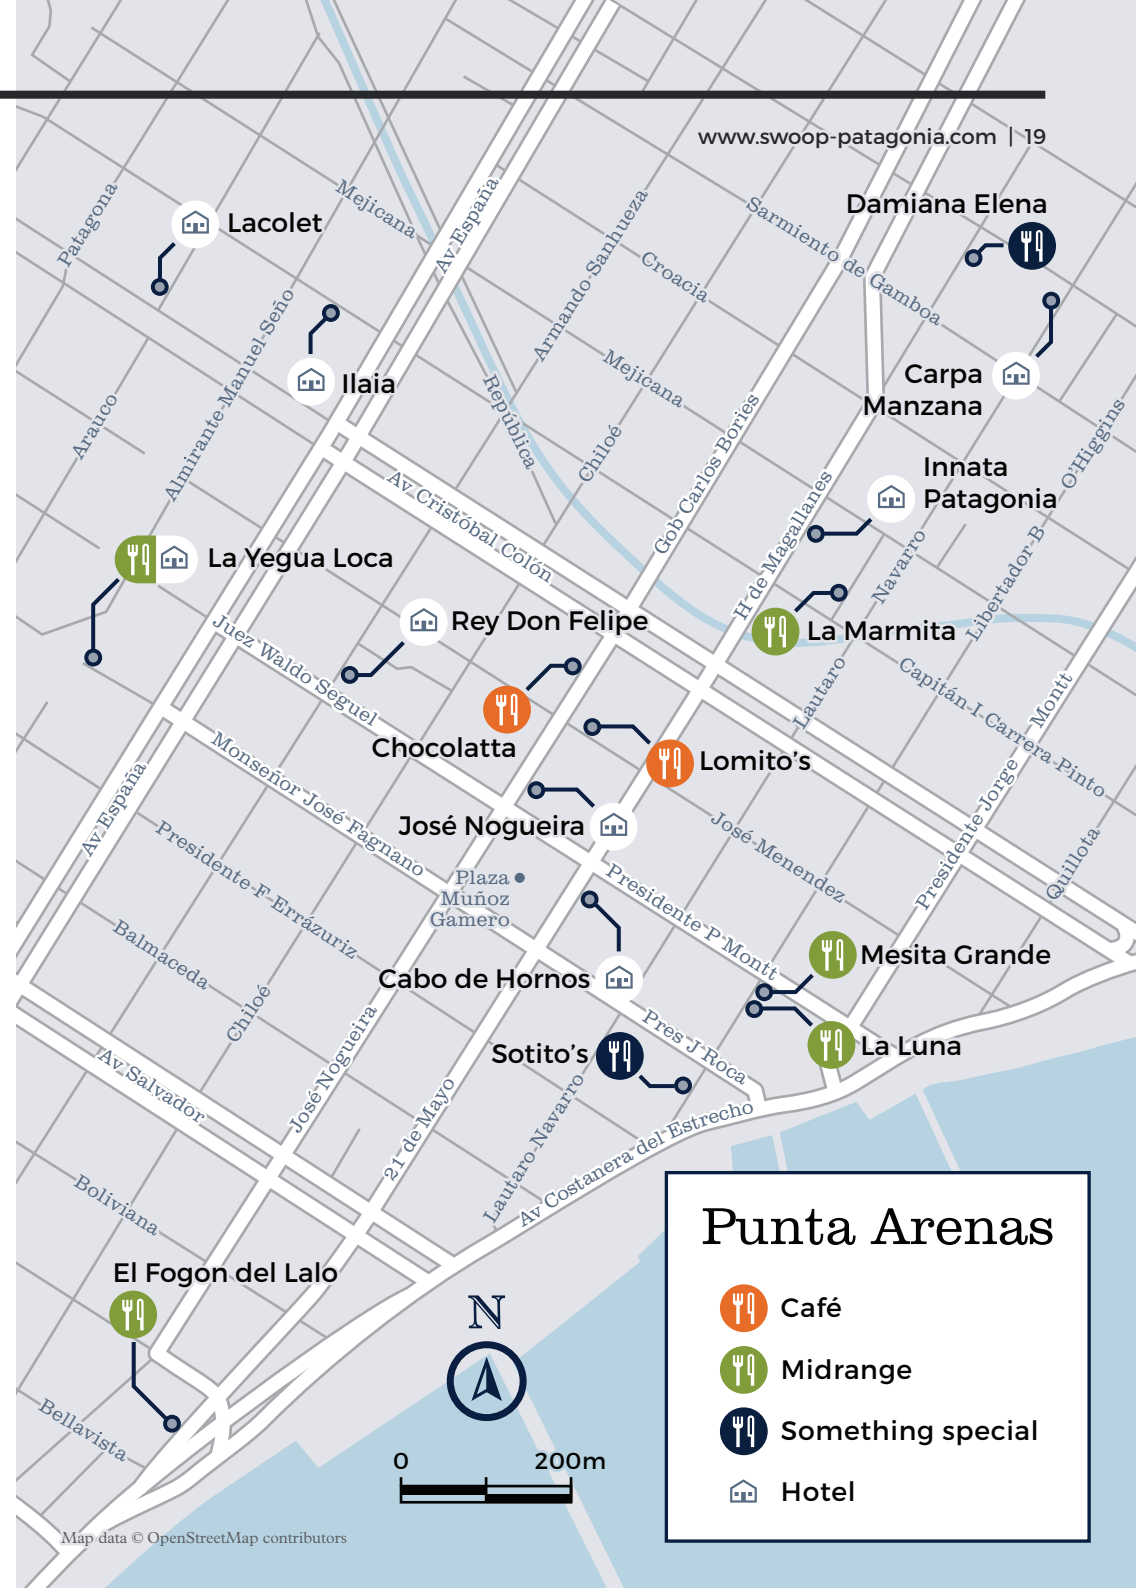 www.swoop-patagonia.com | 19
Damiana Elena
Sarmiento de Gamboa
Patagona
Lacolet
Mejicana
Av España
Armando Sanhueza
Croacia
Almirante Manuel Seño
Ilaia
Mejicana
Carpa
Manzana
Arauco
República
Chiloé
Gob Carlos Bories
O'Higgins
Av Cristóbal Colón
H de Magallanes
Innata
Patagonia
La Yegua Loca
Navarro
Libertador B
Juez Waldo Seguel
Rey Don Felipe
La Marmita
Lautaro
Capitán I Carrera Pinto
Chocolatta
Lomito's
Monseñor José Fagnano
Presidente Jorge Montt
Av España
José Nogueira
José Menendez
Quillota
Presidente F Errázuriz
Plaza
Muñoz
Gamero
Presidente P Montt
Balmaceda
Chiloé
Cabo de Hornos
Mesita Grande
Pres J Roca
La Luna
Sotito's
Av Salvador
José Nogueira
21 de Mayo
Lautaro Navarro
Av Costanera del Estrecho
Boliviana
El Fogon del Lalo
Bellavista
N
0 200m
Punta Arenas
Café
Midrange
Something special
Hotel
Map data © OpenStreetMap contributors